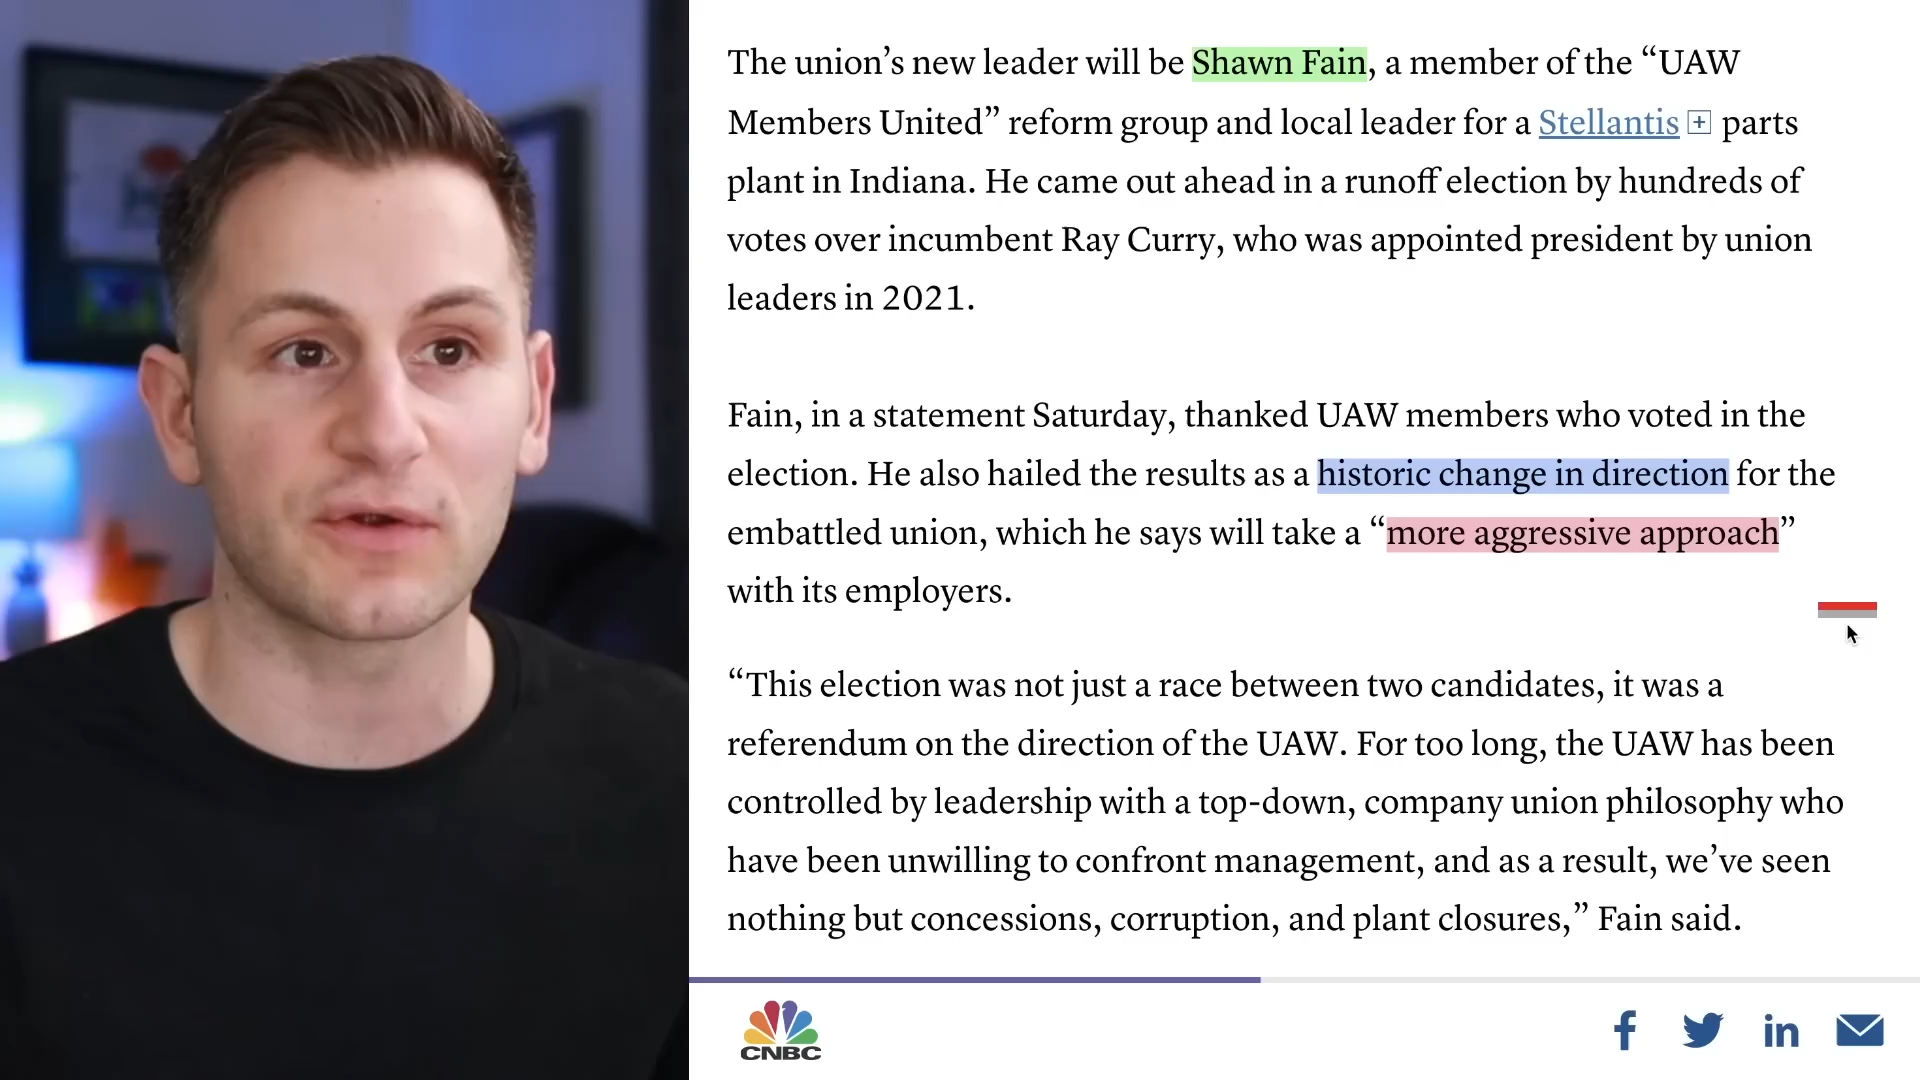 The union’s new leader will be Shawn Fain, a member of the “UAW
Members United” reform group and local leader for a Stellantis + parts
plant in Indiana. He came out ahead in a runoff election by hundreds of
votes over incumbent Ray Curry, who was appointed president by union
leaders in 2021.
Fain, in a statement Saturday, thanked UAW members who voted in the
election. He also hailed the results as a historic change in direction for the
embattled union, which he says will take a “more aggressive approach”
with its employers.
“This election was not just a race between two candidates, it was a
referendum on the direction of the UAW. For too long, the UAW has been
controlled by leadership with a top-down, company union philosophy who
have been unwilling to confront management, and as a result, we’ve seen
nothing but concessions, corruption, and plant closures,” Fain said.
CNBC
f in